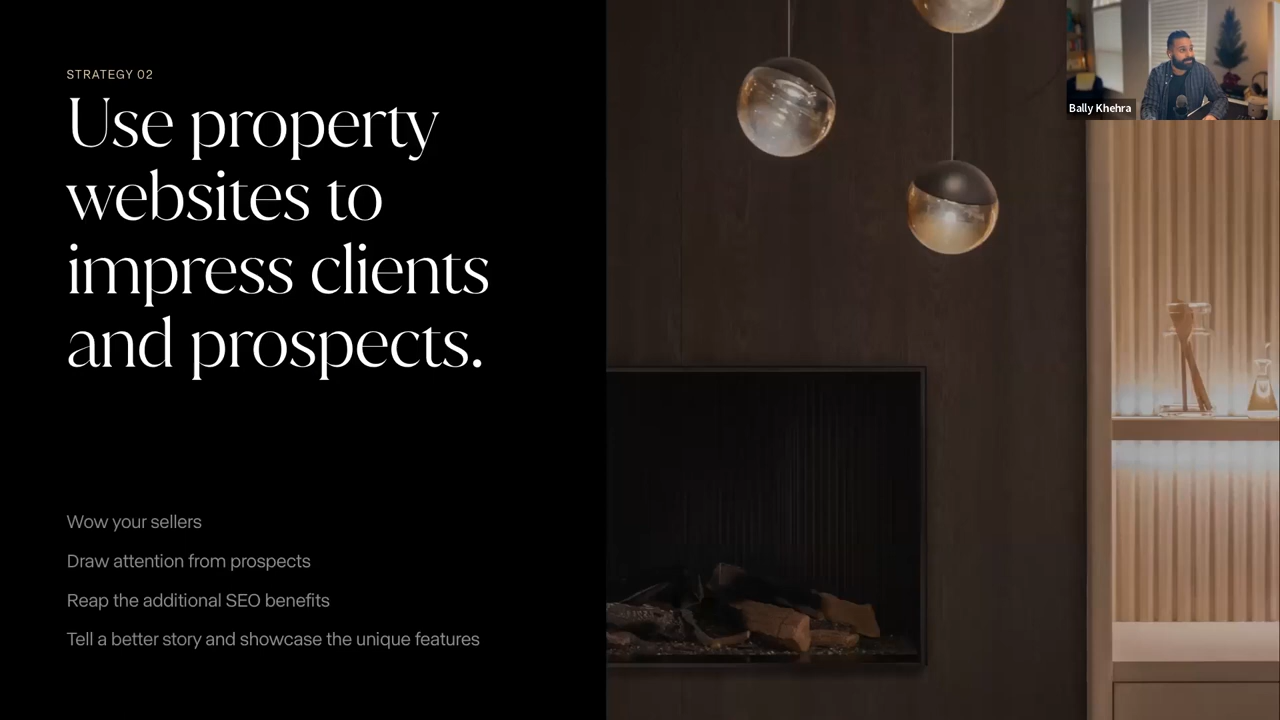 STRATEGY 02
Use property
websites to
impress clients
and prospects.
Wow your sellers
Draw attention from prospects
Reap the additional SEO benefits
Tell a better story and showcase the unique features
Bally Khehra